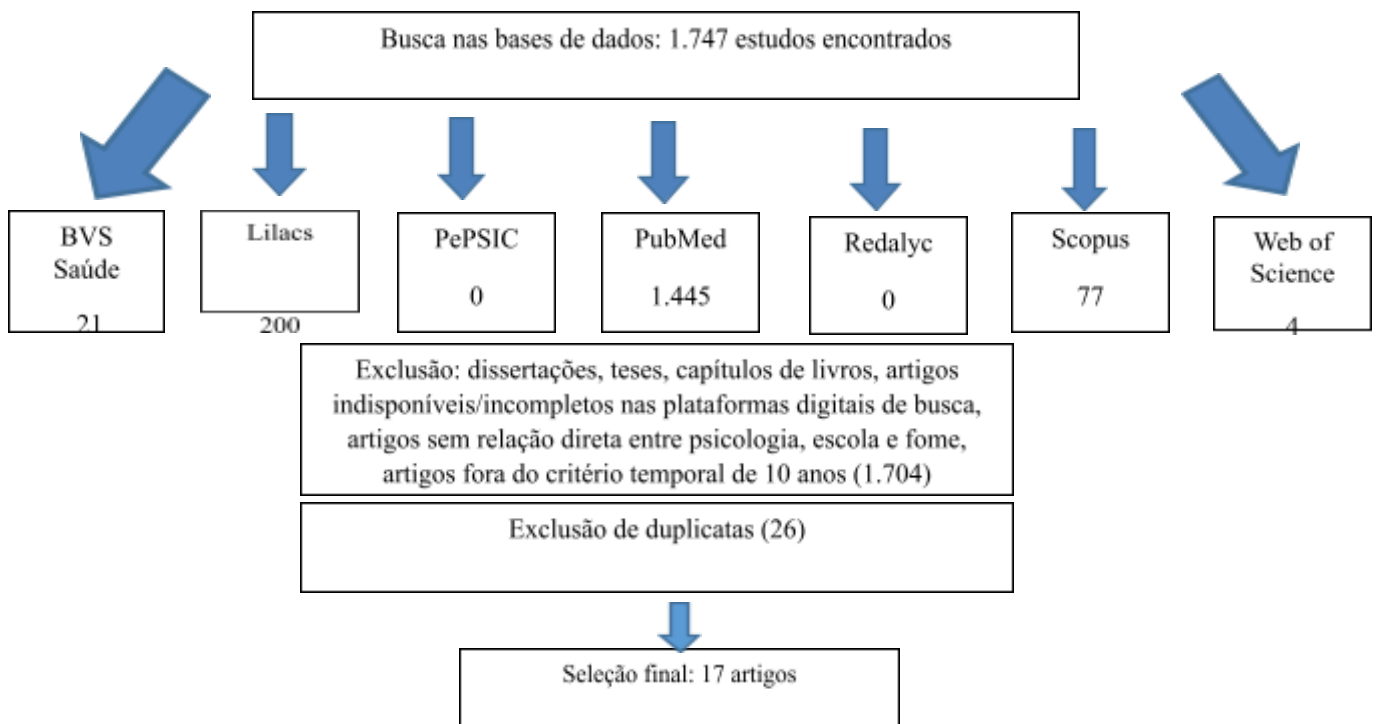 Busca nas bases de dados: 1.747 estudos encontrados
BVS
Saúde
21
Lilacs
200
PePSIC
0
PubMed
1.445
Redalyc
0
Scopus
77
Web of
Science
4
Exclusão: dissertações, teses, capítulos de livros, artigos
indisponíveis/incompletos nas plataformas digitais de busca,
artigos sem relação direta entre psicologia, escola e fome,
artigos fora do critério temporal de 10 anos (1.704)
Exclusão de duplicatas (26)
Seleção final: 17 artigos